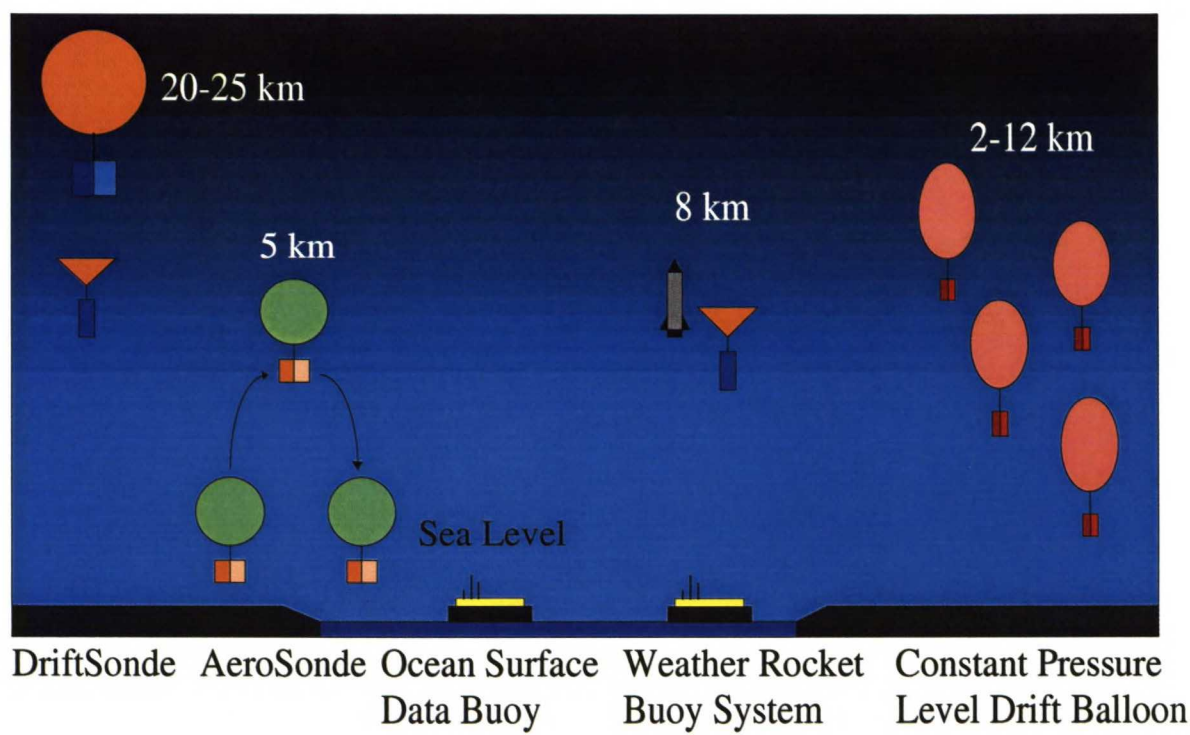 20-25 km
2-12 km
8 km
5 km
Sea Level
DriftSonde
AeroSonde
Ocean Surface
Data Buoy
Weather Rocket
Buoy System
Constant Pressure
Level Drift Balloon